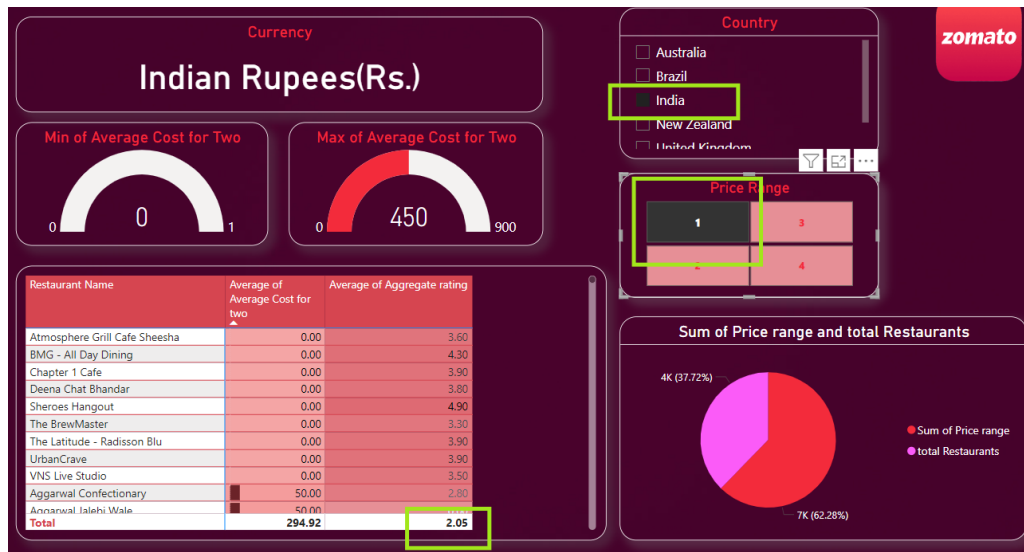 Currency
Indian Rupees(Rs.)
Country
Australia
Brazil
India
New Zealand
United Kingdom
zomato
Min of Average Cost for Two
0
0
1
Max of Average Cost for Two
450
0
900
Price Range
1
3
2
4
Restaurant Name Average of Average Cost for two Average of Aggregate rating
Atmosphere Grill Cafe Sheesha 0.00 3.60
BMG - All Day Dining 0.00 4.30
Chapter 1 Cafe 0.00 3.90
Deena Chat Bhandar 0.00 3.80
Sheroes Hangout 0.00 4.90
The BrewMaster 0.00 3.30
The Latitude - Radisson Blu 0.00 3.90
UrbanCrave 0.00 3.90
VNS Live Studio 0.00 3.50
Aggarwal Confectionary 50.00 2.80
Aggarwal Jalebi Wale 50.00
Total 294.92 2.05
Sum of Price range and total Restaurants
4K (37.72%)
Sum of Price range
total Restaurants
7K (62.28%)